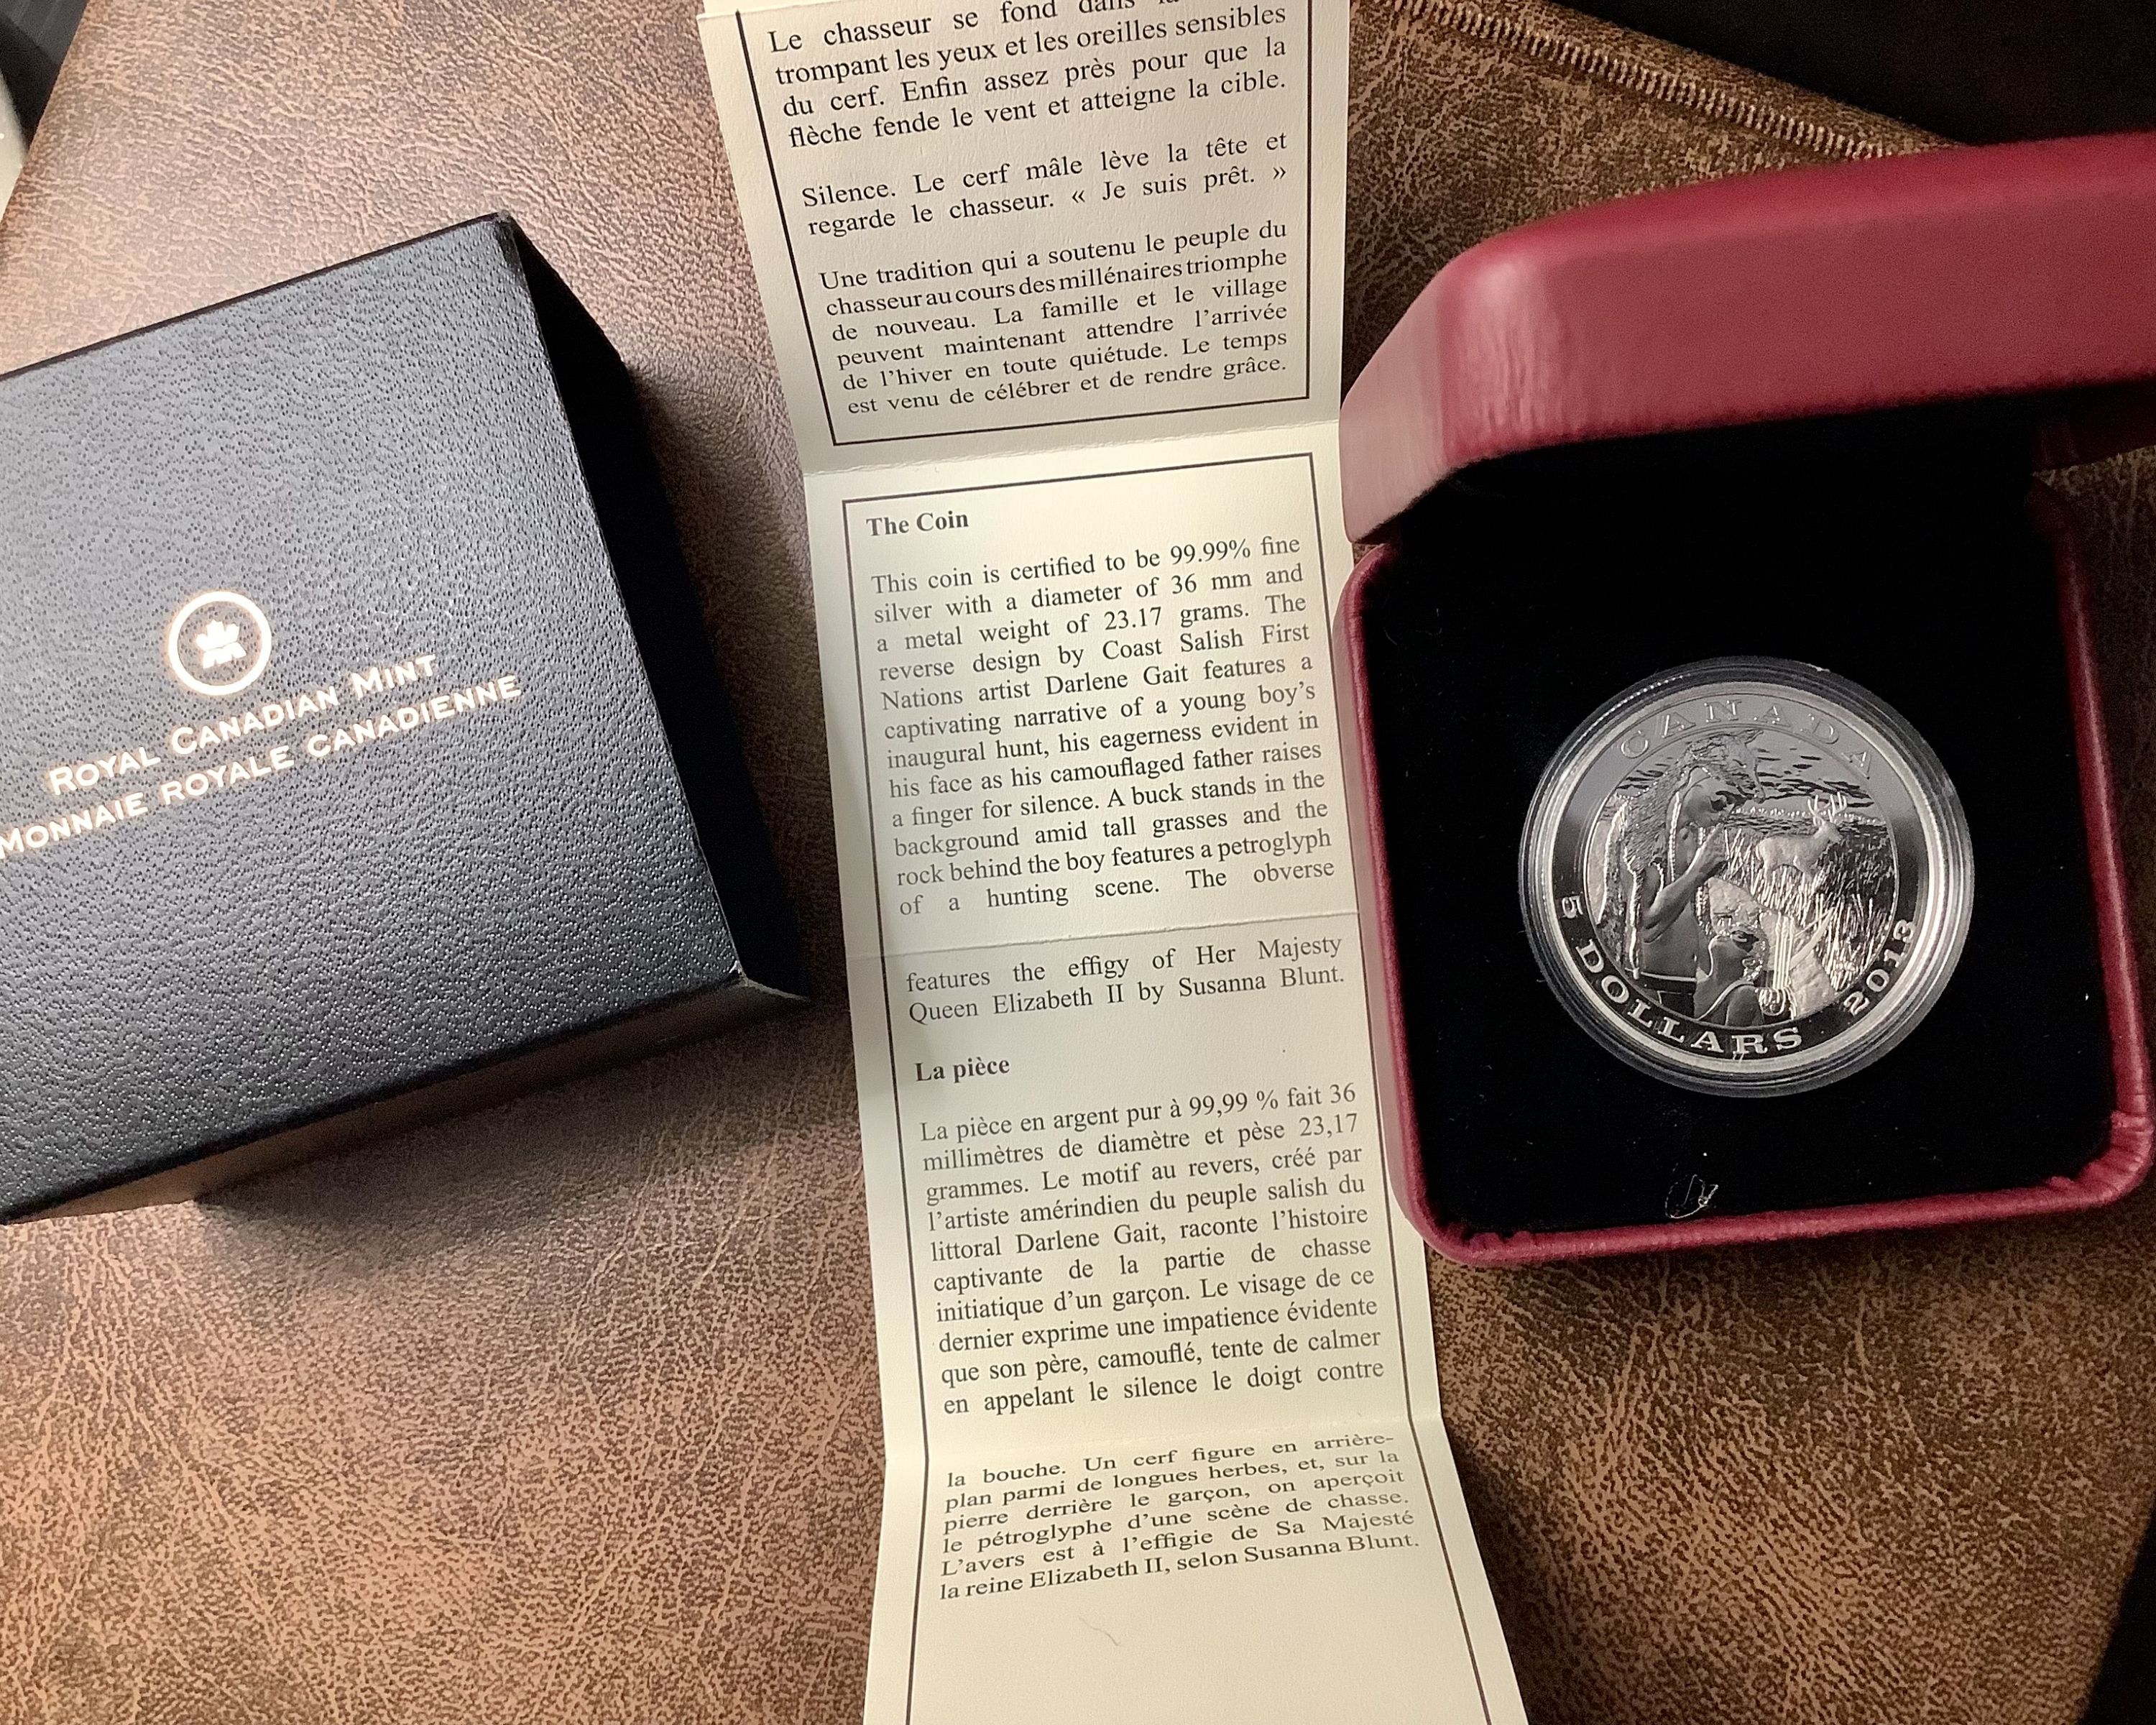 Le chasseur se fond dans
trompant les yeux et les oreilles sensibles
du cerf. Enfin assez près pour que la
flèche fende le vent et atteigne la cible.
Silence. Le cerf mâle lève la tête et
regarde le chasseur. « Je suis prêt. »
Une tradition qui a soutenu le peuple du
chasseur au cours des millénaires triomphe
de nouveau. La famille et le village
peuvent maintenant attendre l'arrivée
de l'hiver en toute quiétude. Le temps
est venu de célébrer et de rendre grâce.
ROYAL CANADIAN MINT
MONNAIE ROYALE CANADIENNE
The Coin
This coin is certified to be 99.99% fine
silver with a diameter of 36 mm and
a metal weight of 23.17 grams. The
reverse design by Coast Salish First
Nations artist Darlene Gait features a
captivating narrative of a young boy's
inaugural hunt, his eagerness evident in
his face as his camouflaged father raises
a finger for silence. A buck stands in the
background amid tall grasses and the
rock behind the boy features a petroglyph
of a hunting scene. The obverse
features the effigy of Her Majesty
Queen Elizabeth II by Susanna Blunt.
La pièce
La pièce en argent pur à 99,99 % fait 36
millimètres de diamètre et pèse 23,17
grammes. Le motif au revers, créé par
l'artiste amérindien du peuple salish du
littoral Darlene Gait, raconte l'histoire
captivante de la partie de chasse
initiatique d'un garçon. Le visage de ce
dernier exprime une impatience évidente
que son père, camouflé, tente de calmer
en appelant le silence le doigt contre
la bouche. Un cerf figure en arrière-
plan parmi de longues herbes, et, sur la
pierre derrière le garçon, on aperçoit
le pétroglyphe d'une scène de chasse.
L'avers est à l'effigie de Sa Majesté
la reine Elizabeth II, selon Susanna Blunt.
CANADA
5 DOLLARS 2013